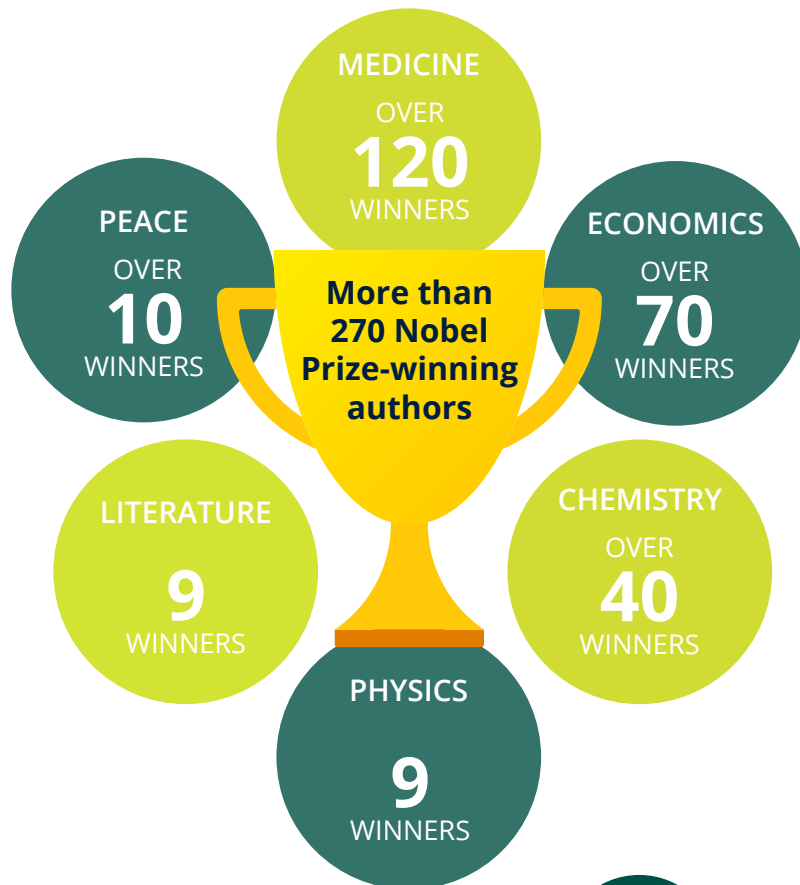 MEDICINE
OVER
120
WINNERS
PEACE
OVER
10
WINNERS
ECONOMICS
OVER
70
WINNERS
More than
270 Nobel
Prize-winning
authors
LITERATURE
9
WINNERS
CHEMISTRY
OVER
40
WINNERS
PHYSICS
9
WINNERS